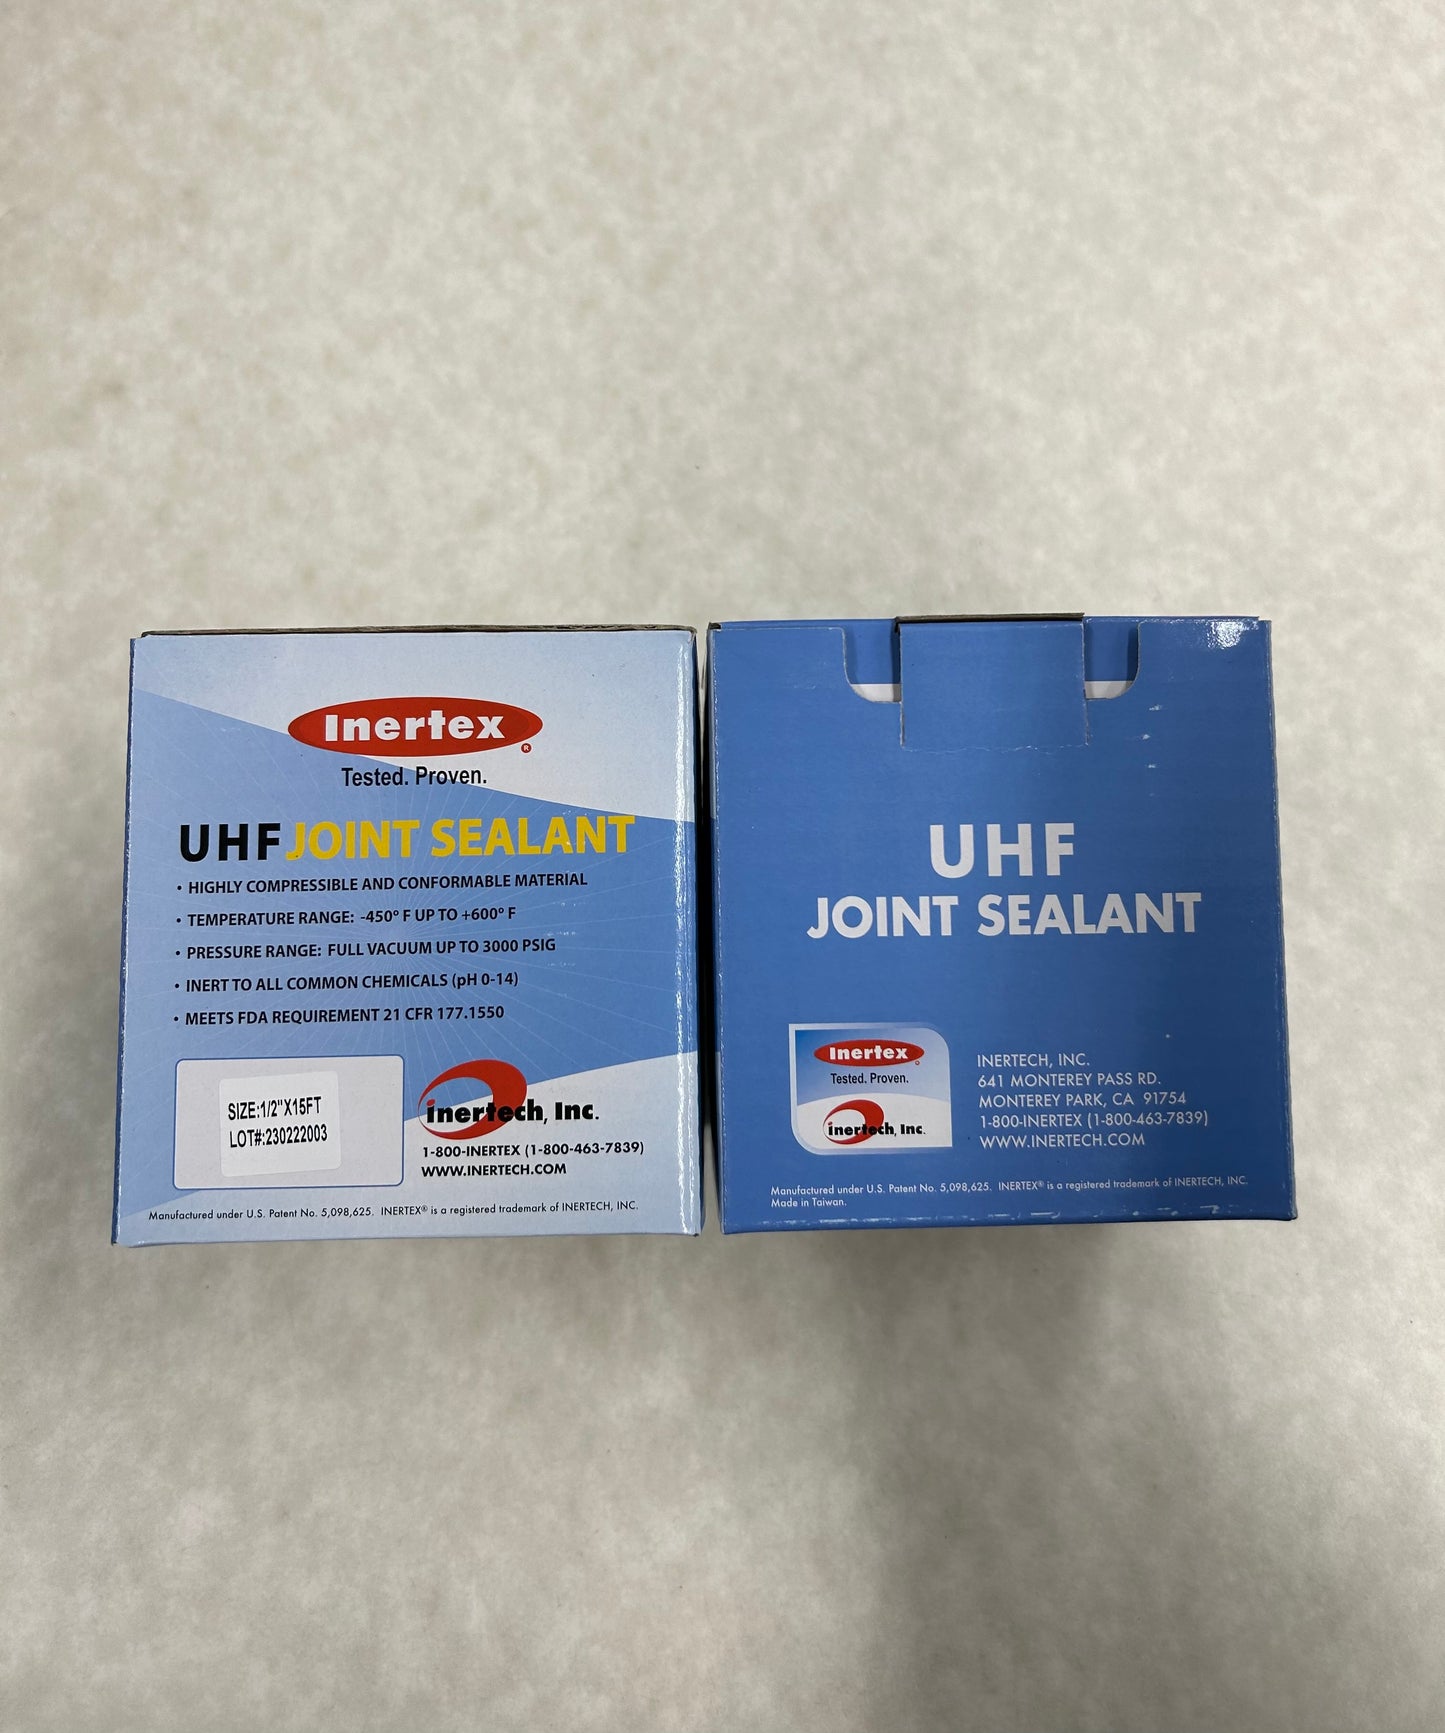 Inertex
®
Tested. Proven.
UHF JOINT SEALANT
• HIGHLY COMPRESSIBLE AND CONFORMABLE MATERIAL
• TEMPERATURE RANGE: -450° F UP TO +600° F
• PRESSURE RANGE: FULL VACUUM UP TO 3000 PSIG
• INERT TO ALL COMMON CHEMICALS (pH 0-14)
• MEETS FDA REQUIREMENT 21 CFR 177.1550
SIZE:1/2"X15FT
LOT#:230222003
inertech, Inc.
1-800-INERTEX (1-800-463-7839)
WWW.INERTECH.COM
Manufactured under U.S. Patent No. 5,098,625. INERTEX® is a registered trademark of INERTECH, INC.
UHF
JOINT SEALANT
Inertex
Tested. Proven.
inertech, Inc.
INERTECH, INC.
641 MONTEREY PASS RD.
MONTEREY PARK, CA 91754
1-800-INERTEX (1-800-463-7839)
WWW.INERTECH.COM
Manufactured under U.S. Patent No. 5,098,625. INERTEX® is a registered trademark of INERTECH, INC.
Made in Taiwan.